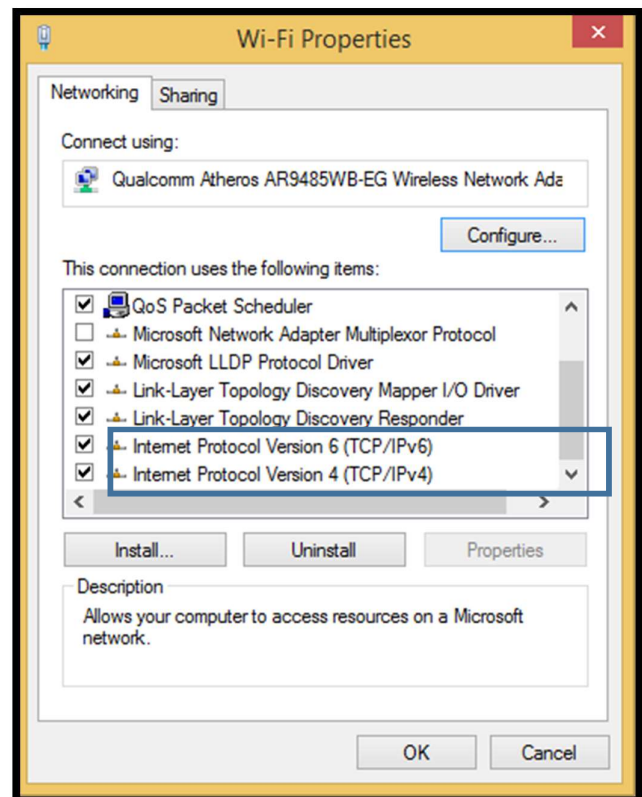 Wi-Fi Properties
Networking Sharing
Connect using:
Qualcomm Atheros AR9485WB-EG Wireless Network Ada
Configure...
This connection uses the following items:
QoS Packet Scheduler
Microsoft Network Adapter Multiplexor Protocol
Microsoft LLDP Protocol Driver
Link-Layer Topology Discovery Mapper I/O Driver
Link-Layer Topology Discovery Responder
Internet Protocol Version 6 (TCP/IPv6)
Internet Protocol Version 4 (TCP/IPv4)
Install... Uninstall Properties
Description
Allows your computer to access resources on a Microsoft
network.
OK Cancel